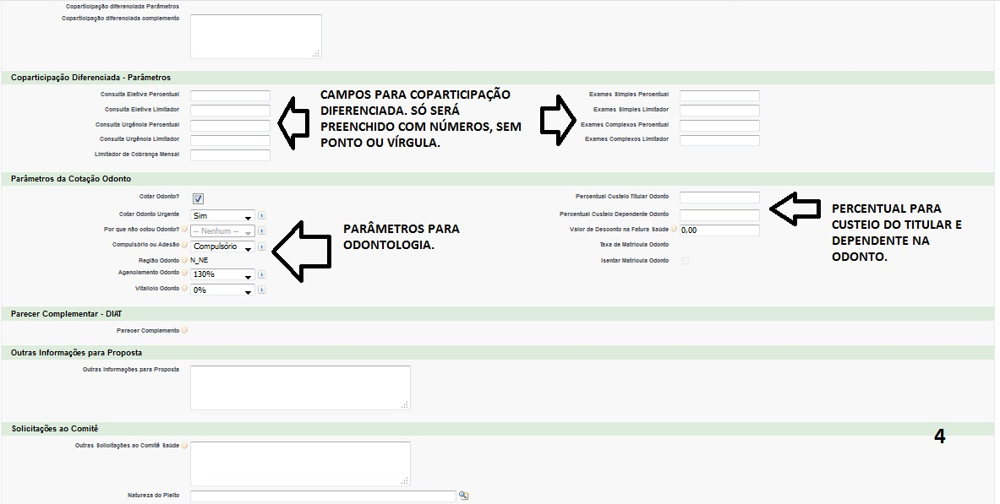 Coparticipação diferenciada Parâmetros
Coparticipação diferenciada complemento
Coparticipação Diferenciada - Parâmetros
Consulta Eletiva Percentual
Consulta Eletiva Limitador
Consulta Urgência Percentual
Consulta Urgência Limitador
Limitador de Cobrança Mensal
CAMPOS PARA COPARTICIPAÇÃO
DIFERENCIADA. SÓ SERÁ
PREENCHIDO COM NÚMEROS, SEM
PONTO OU VÍRGULA.
Exames Simples Percentual
Exames Simples Limitador
Exames Complexos Percentual
Exames Complexos Limitador
Parâmetros da Cotação Odonto
Cotar Odonto?
Cotar Odonto Urgente Sim
Por que não cotou Odonto? -- Nenhum --
Compulsório ou Adesão Compulsório
Região Odonto N_NE
Agenciamento Odonto 130%
Vitalício Odonto 0%
PARÂMETROS PARA
ODONTOLOGIA.
Percentual Custeio Titular Odonto
Percentual Custeio Dependente Odonto
Valor de Desconto na Fatura Saúde 0,00
Taxa de Matrícula Odonto
Isentar Matrícula Odonto
PERCENTUAL PARA
CUSTEIO DO TITULAR E
DEPENDENTE NA
ODONTO.
Parecer Complementar - DIAT
Parecer Complemento
Outras Informações para Proposta
Outras Informações para Proposta
Solicitações ao Comitê
4
Outras Solicitações ao Comitê Saúde
Natureza do Pleito